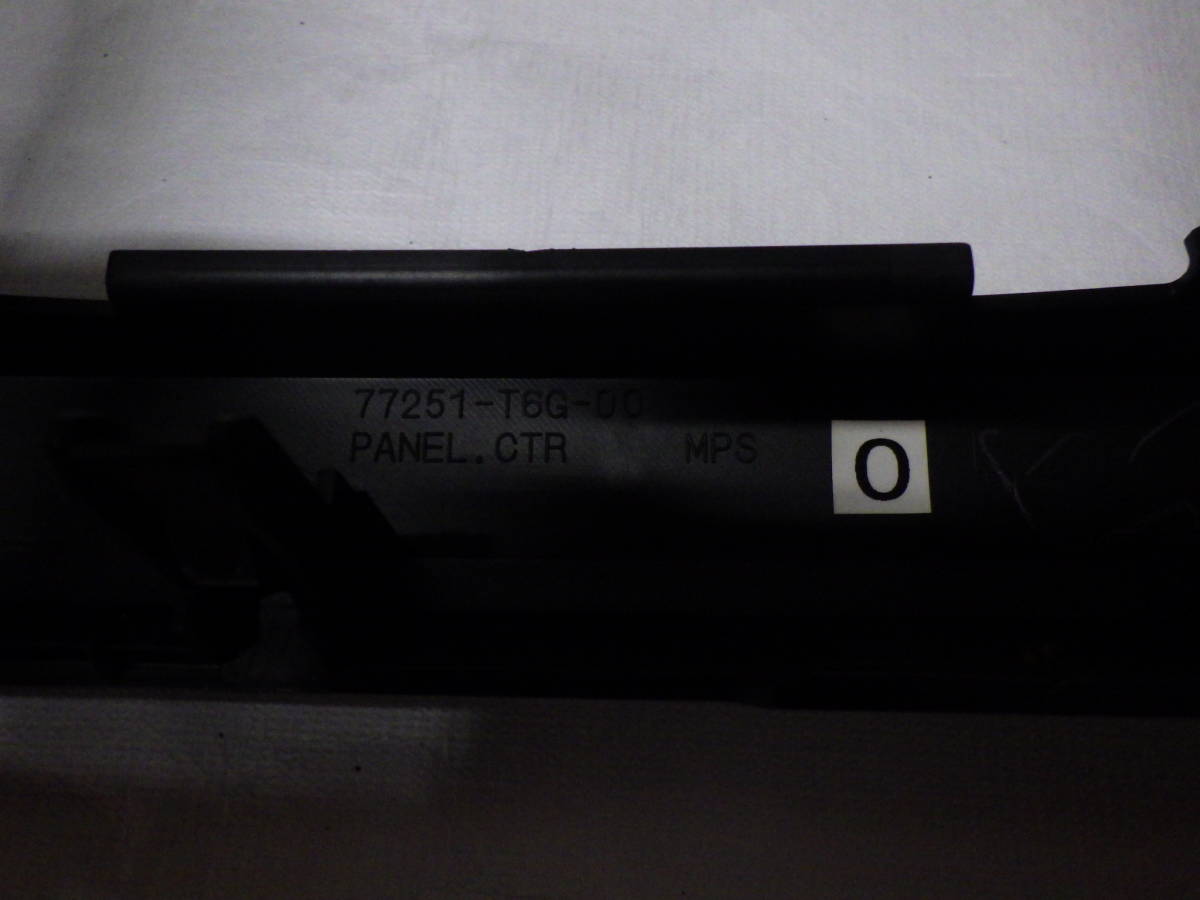 77251-T6G-00
PANEL.CTR MPS
O